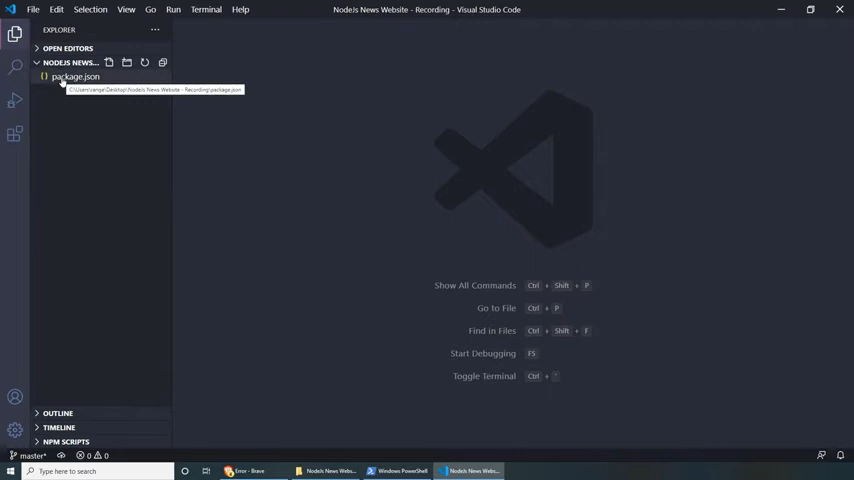 File Edit Selection View Go Run Terminal Help
NodeJs News Website - Recording - Visual Studio Code
EXPLORER
OPEN EDITORS
NODEJS NEWS...
{} package.json
C:\Users\range\Desktop\NodeJs News Website - Recording\package.json
Show All Commands Ctrl + Shift + P
Go to File Ctrl + P
Find in Files Ctrl + Shift + F
Start Debugging F5
Toggle Terminal Ctrl + `
OUTLINE
TIMELINE
NPM SCRIPTS
master* 0 0
Type here to search
Error - Brave
NodeJs News Websi...
Windows PowerShell
NodeJs News Webs...